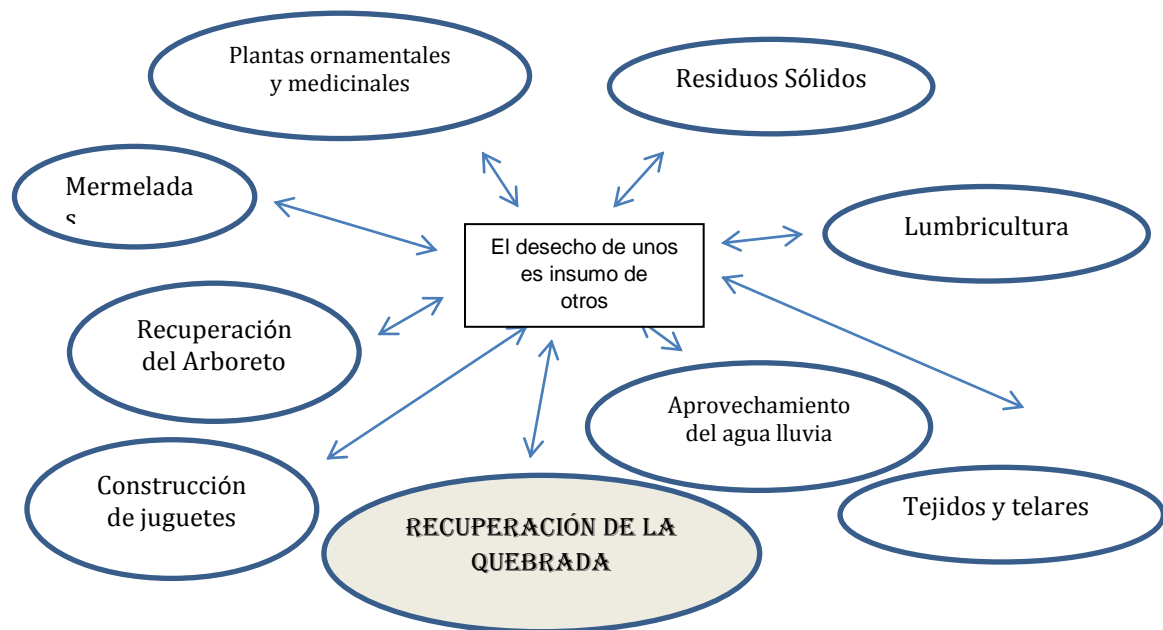 Plantas ornamentales
y medicinales
Residuos Sólidos
Mermelada
s
Lumbricultura
El desecho de unos
es insumo de
otros
Recuperación
del Arboreto
Aprovechamiento
del agua lluvia
Construcción
de juguetes
Tejidos y telares
RECUPERACIÓN DE LA
QUEBRADA